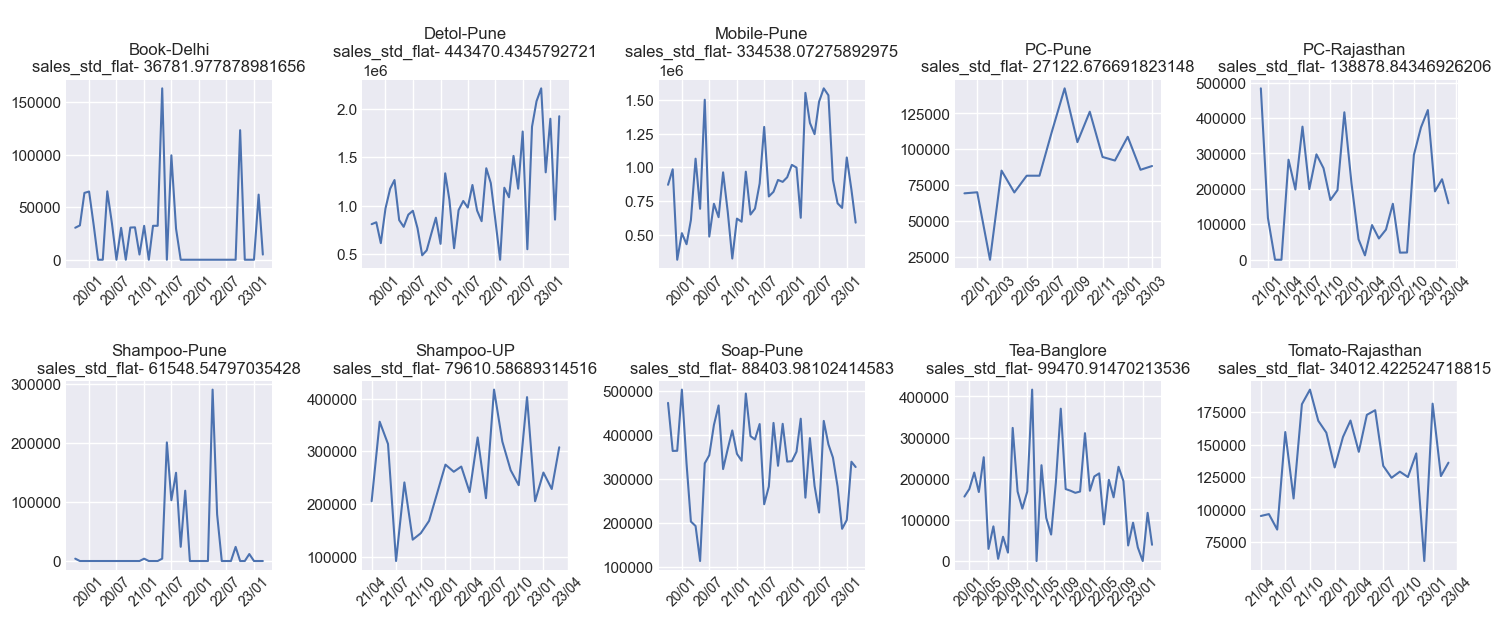 Book-Delhi
sales_std_flat- 36781.977878981656
150000
100000
50000
0
20/01 20/07 21/01 21/07 22/01 22/07 23/01
Detol-Pune
sales_std_flat- 443470.4345792721
1e6
2.0
1.5
1.0
0.5
20/01 20/07 21/01 21/07 22/01 22/07 23/01
Mobile-Pune
sales_std_flat- 334538.07275892975
1e6
1.50
1.25
1.00
0.75
0.50
20/01 20/07 21/01 21/07 22/01 22/07 23/01
PC-Pune
sales_std_flat- 27122.676691823148
125000
100000
75000
50000
25000
22/01 22/03 22/05 22/07 22/09 22/11 23/01 23/03
PC-Rajasthan
sales_std_flat- 138878.84346926206
500000
400000
300000
200000
100000
0
21/01 21/04 21/07 21/10 22/01 22/04 22/07 22/10 23/01 23/04
Shampoo-Pune
sales_std_flat- 61548.54797035428
300000
200000
100000
0
20/01 20/07 21/01 21/07 22/01 22/07 23/01
Shampoo-UP
sales_std_flat- 79610.58689314516
400000
300000
200000
100000
21/04 21/07 21/10 22/01 22/04 22/07 22/10 23/01 23/04
Soap-Pune
sales_std_flat- 88403.98102414583
500000
400000
300000
200000
100000
20/01 20/07 21/01 21/07 22/01 22/07 23/01
Tea-Banglore
sales_std_flat- 99470.91470213536
400000
300000
200000
100000
0
20/01 20/05 20/09 21/01 21/05 21/09 22/01 22/05 22/09 23/01
Tomato-Rajasthan
sales_std_flat- 34012.422524718815
175000
150000
125000
100000
75000
21/04 21/07 21/10 22/01 22/04 22/07 22/10 23/01 23/04